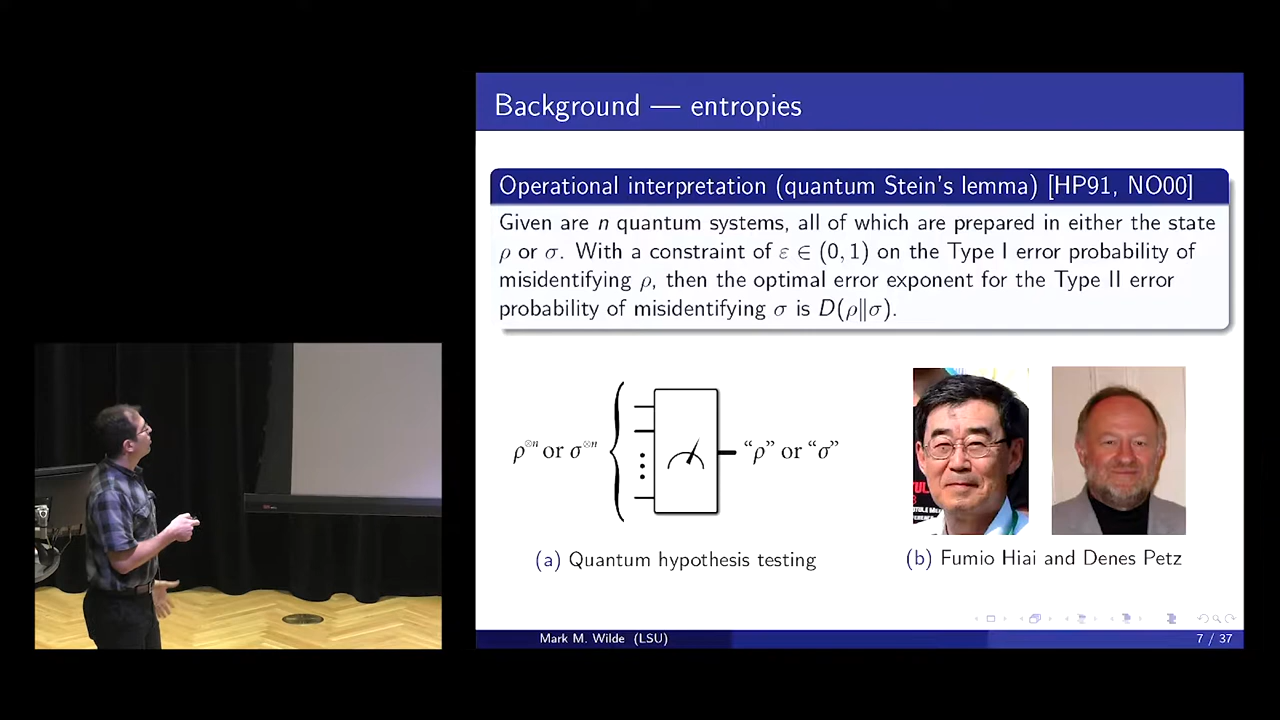 Background — entropies
Operational interpretation (quantum Stein's lemma) [HP91, NO00]
Given are n quantum systems, all of which are prepared in either the state
ρ or σ. With a constraint of ε ∈ (0, 1) on the Type I error probability of
misidentifying ρ, then the optimal error exponent for the Type II error
probability of misidentifying σ is D(ρ‖σ).
ρ⊗n or σ⊗n
“ρ” or “σ”
(a) Quantum hypothesis testing
(b) Fumio Hiai and Denes Petz
Mark M. Wilde (LSU)
7 / 37